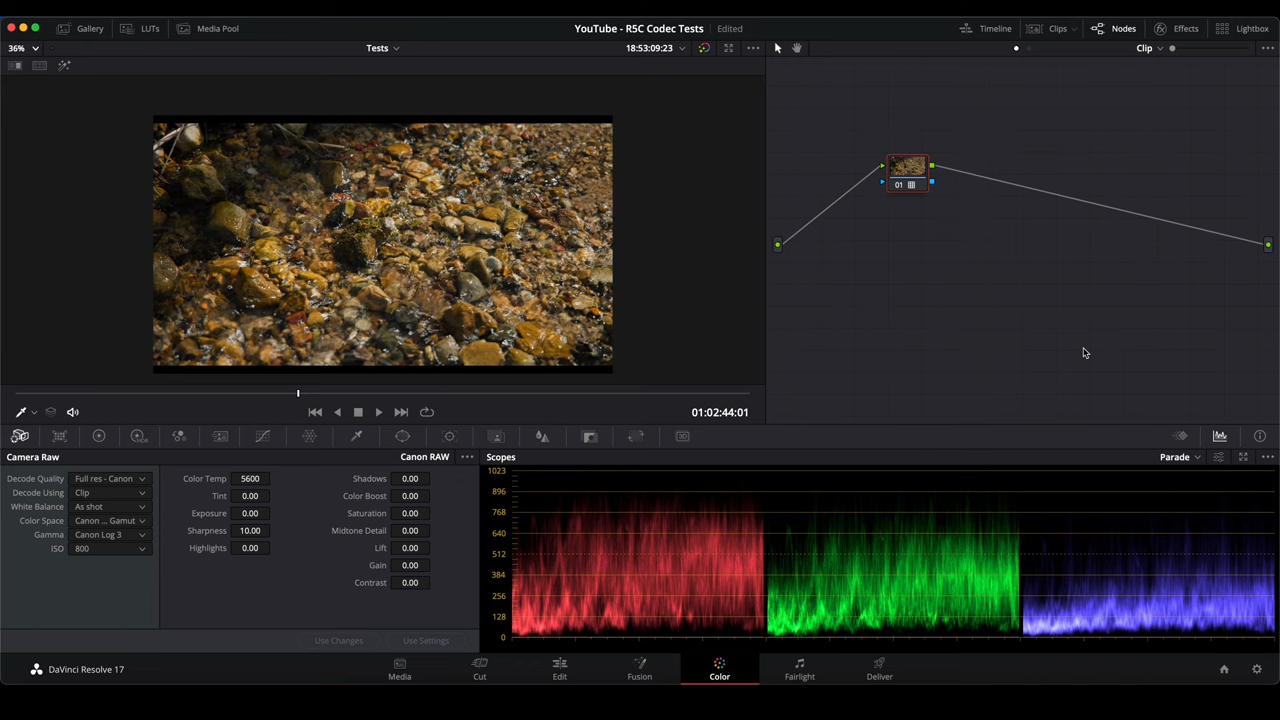 YouTube - R5C Codec Tests Edited
Gallery LUTs Media Pool
Timeline Clips Nodes Effects Lightbox
36% Tests 18:53:09:23 Clip
01
01:02:44:01
Camera Raw Canon RAW
Decode Quality Full res - Canon
Decode Using Clip
White Balance As shot
Color Space Canon ... Gamut
Gamma Canon Log 3
ISO 800
Color Temp 5600
Tint 0.00
Exposure 0.00
Sharpness 10.00
Highlights 0.00
Shadows 0.00
Color Boost 0.00
Saturation 0.00
Midtone Detail 0.00
Lift 0.00
Gain 0.00
Contrast 0.00
Use Changes Use Settings
Scopes Parade
1023
896
768
640
512
384
256
128
0
DaVinci Resolve 17
Media Cut Edit Fusion Color Fairlight Deliver